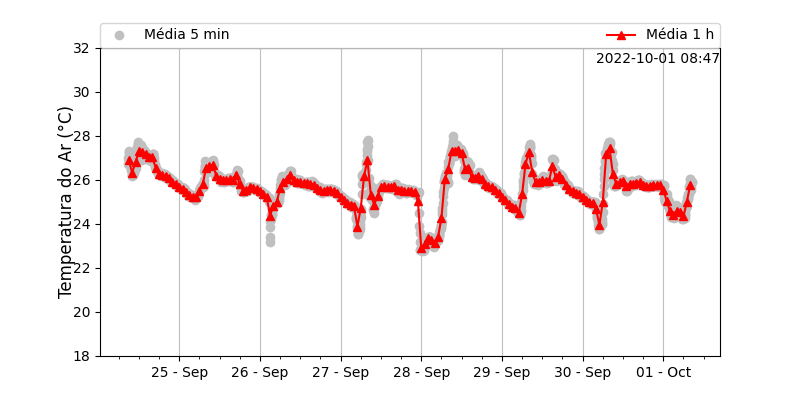 Média 5 min
Média 1 h
2022-10-01 08:47
Temperatura do Ar (°C)
32
30
28
26
24
22
20
18
25 - Sep
26 - Sep
27 - Sep
28 - Sep
29 - Sep
30 - Sep
01 - Oct